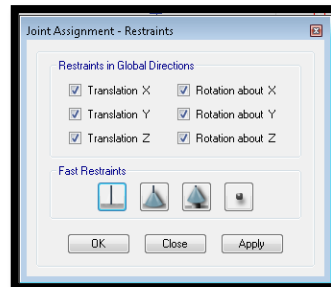 Joint Assignment - Restraints
Restraints in Global Directions
Translation X
Rotation about X
Translation Y
Rotation about Y
Translation Z
Rotation about Z
Fast Restraints
OK
Close
Apply